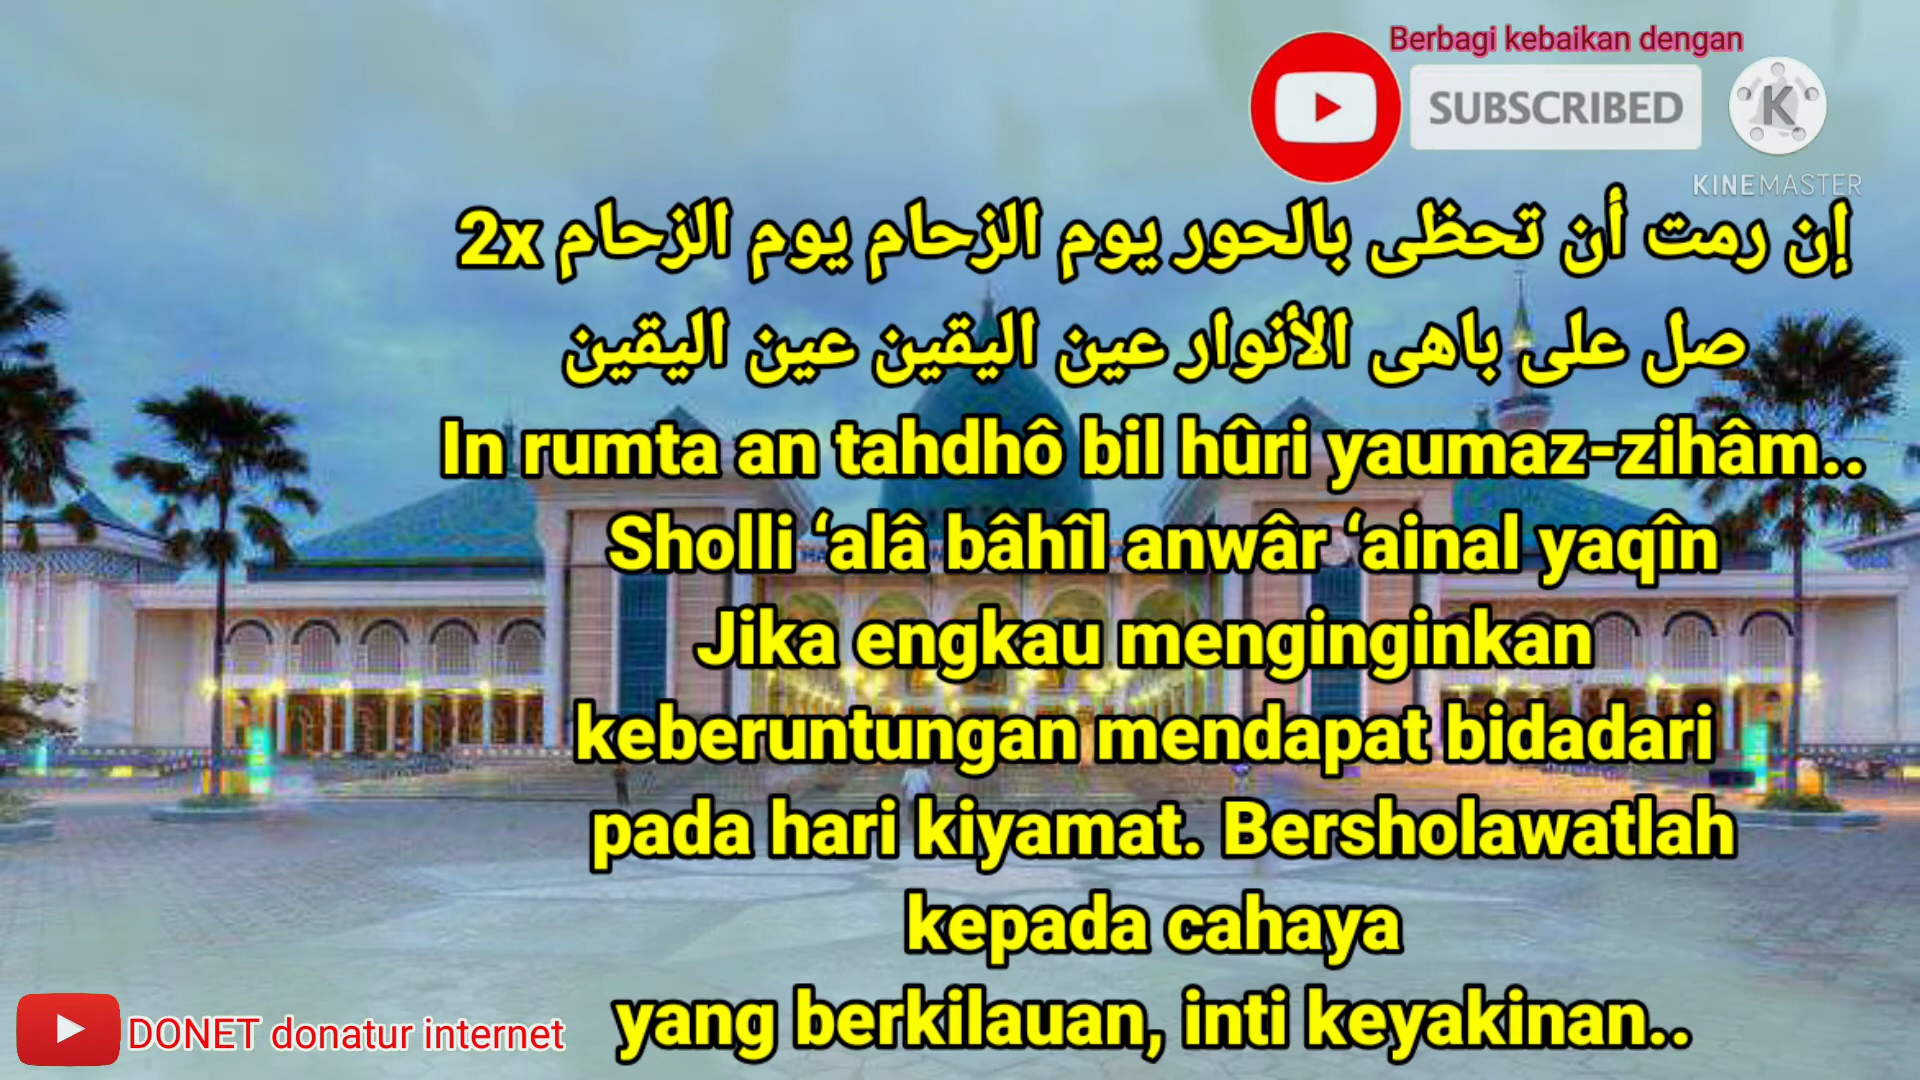 Berbagi kebaikan dengan
SUBSCRIBED
K
KINEMASTER
إن رمت أن تحظى بالحور يوم الزحام يوم الزحام 2x
صل على باهى الأنوار عين اليقين عين اليقين
In rumta an tahdhô bil hûri yaumaz-zihâm..
Sholli ‘alâ bâhîl anwâr ‘ainal yaqîn
Jika engkau menginginkan
keberuntungan mendapat bidadari
pada hari kiyamat. Bersholawatlah
kepada cahaya
yang berkilauan, inti keyakinan..
DONET donatur internet